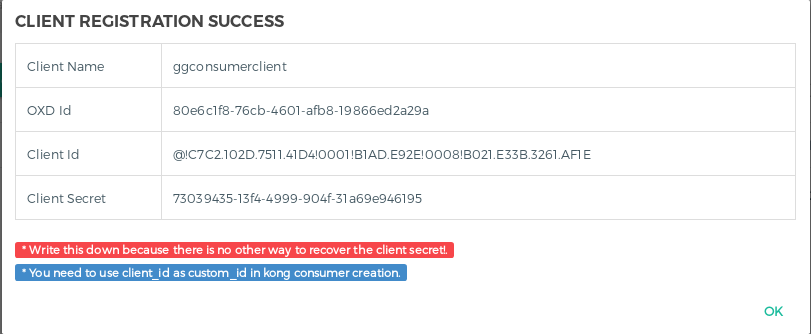 CLIENT REGISTRATION SUCCESS
Client Name ggconsumerclient
OXD Id 80e6c1f8-76cb-4601-afb8-19866ed2a29a
Client Id @!C7C2.102D.7511.41D4!0001!B1AD.E92E!0008!B021.E33B.3261.AF1E
Client Secret 73039435-13f4-4999-904f-31a69e946195
* Write this down because there is no other way to recover the client secret!.
* You need to use client_id as custom_id in kong consumer creation.
OK